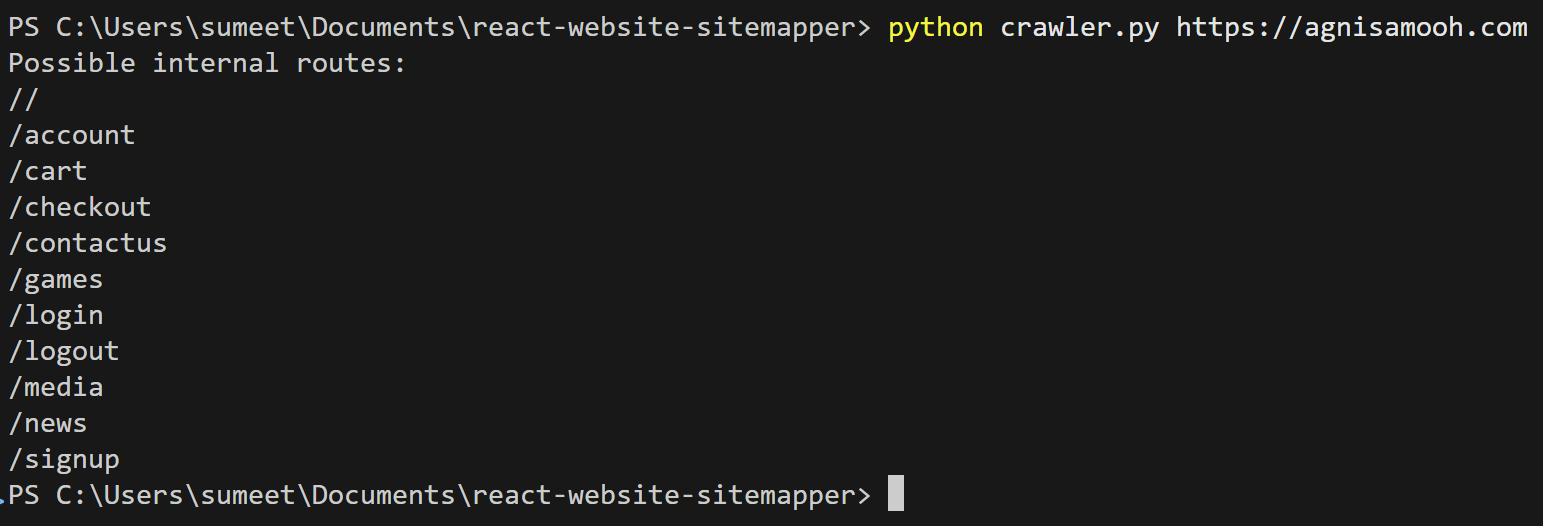 PS C:\Users\sumeet\Documents\react-website-sitemapper> python crawler.py https://agnisamooh.com
Possible internal routes:
//
/account
/cart
/checkout
/contactus
/games
/login
/logout
/media
/news
/signup
PS C:\Users\sumeet\Documents\react-website-sitemapper>